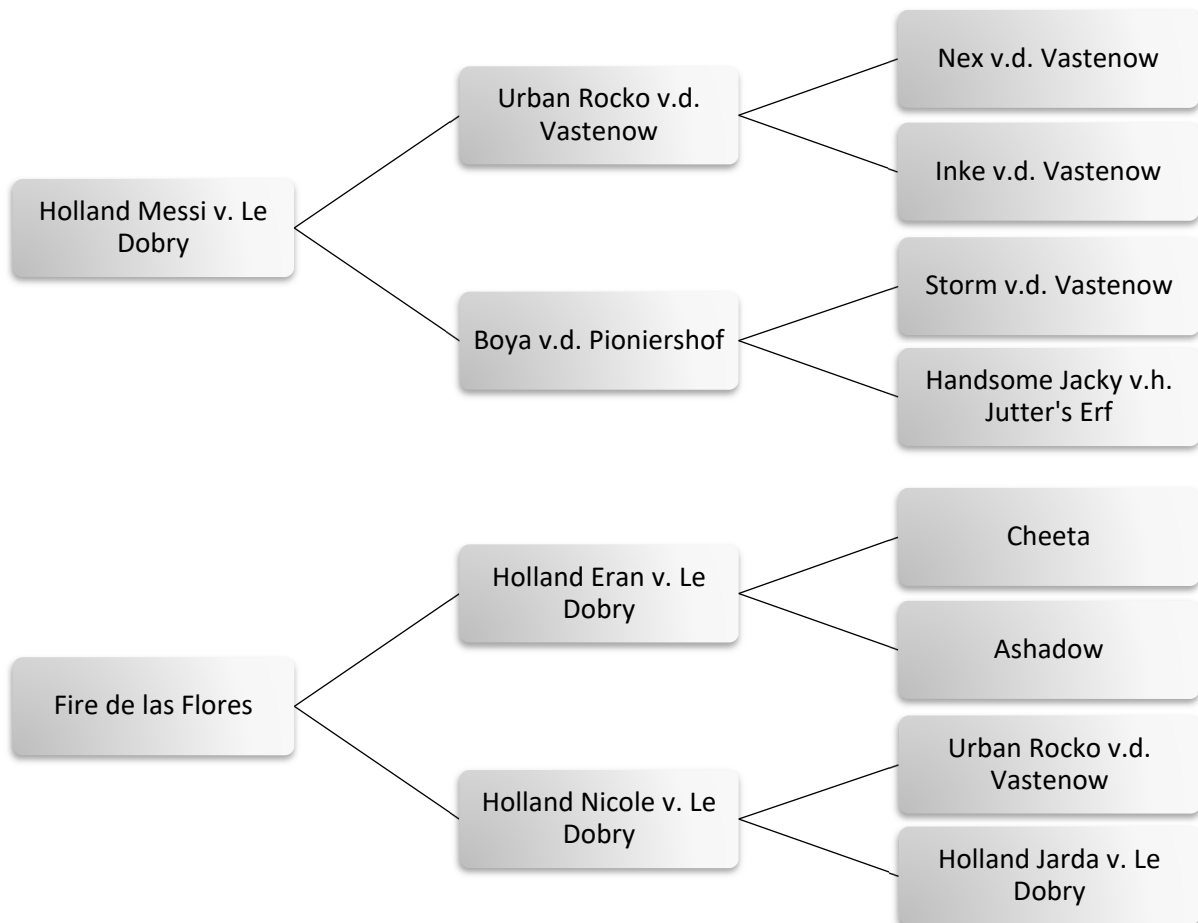 Nex v.d. Vastenow
Urban Rocko v.d.
Vastenow
Inke v.d. Vastenow
Holland Messi v. Le
Dobry
Storm v.d. Vastenow
Boya v.d. Pioniershof
Handsome Jacky v.h.
Jutter's Erf
Cheeta
Holland Eran v. Le
Dobry
Ashadow
Fire de las Flores
Urban Rocko v.d.
Vastenow
Holland Nicole v. Le
Dobry
Holland Jarda v. Le
Dobry